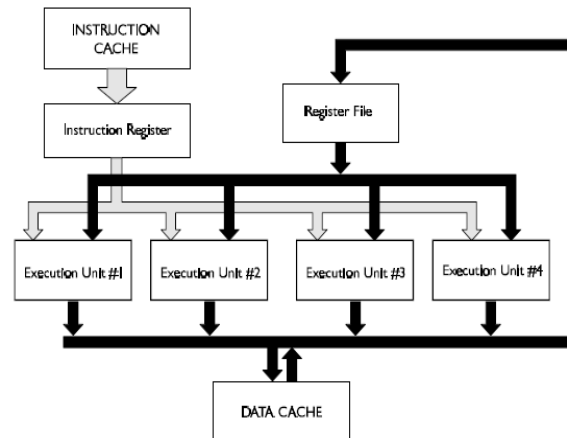 INSTRUCTION
CACHE
Instruction Register
Register File
Execution Unit #1
Execution Unit #2
Execution Unit #3
Execution Unit #4
DATA CACHE